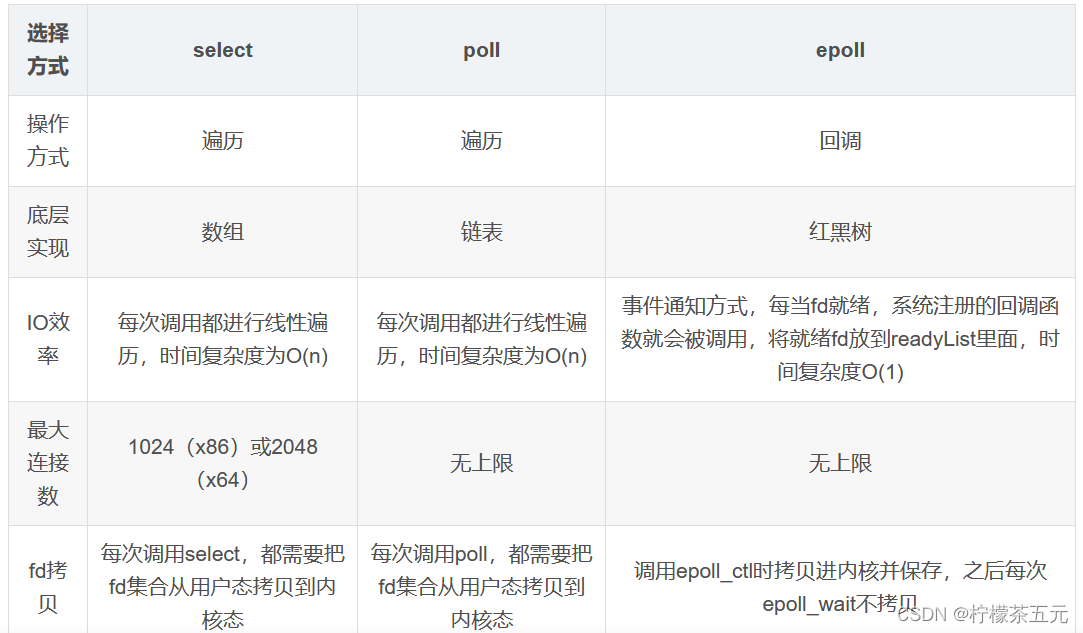 选择
方式
select
poll
epoll
操作
方式
遍历
遍历
回调
底层
实现
数组
链表
红黑树
IO效
率
每次调用都进行线性遍
历，时间复杂度为O(n)
每次调用都进行线性遍
历，时间复杂度为O(n)
事件通知方式，每当fd就绪，系统注册的回调函
数就会被调用，将就绪fd放到readyList里面，时
间复杂度O(1)
最大
连接
数
1024（x86）或2048
（x64）
无上限
无上限
fd拷
贝
每次调用select，都需要把
fd集合从用户态拷贝到内
核态
每次调用poll，都需要把
fd集合从用户态拷贝到
内核态
调用epoll_ctl时拷贝进内核并保存，之后每次
epoll_wait不拷贝
CSDN @柠檬茶五元